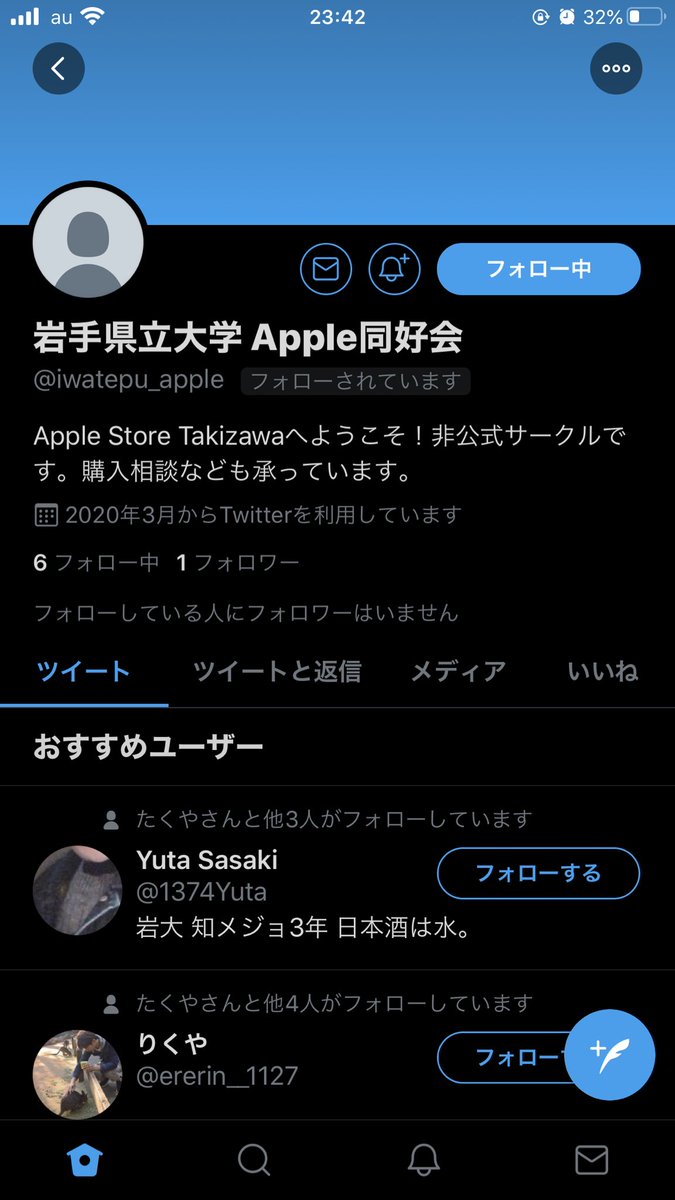 au 23:42 32%
フォロー中
岩手県立大学 Apple同好会
@iwatepu_apple フォローされています
Apple Store Takizawaへようこそ！非公式サークルで
す。購入相談なども承っています。
2020年3月からTwitterを利用しています
6 フォロー中 1 フォロワー
フォローしている人にフォロワーはいません
ツイート ツイートと返信 メディア いいね
おすすめユーザー
たくやさんと他3人がフォローしています
Yuta Sasaki
フォローする
@1374Yuta
岩大 知メジョ3年 日本酒は水。
たくやさんと他4人がフォローしています
りくや
フォロー
@ererin__1127